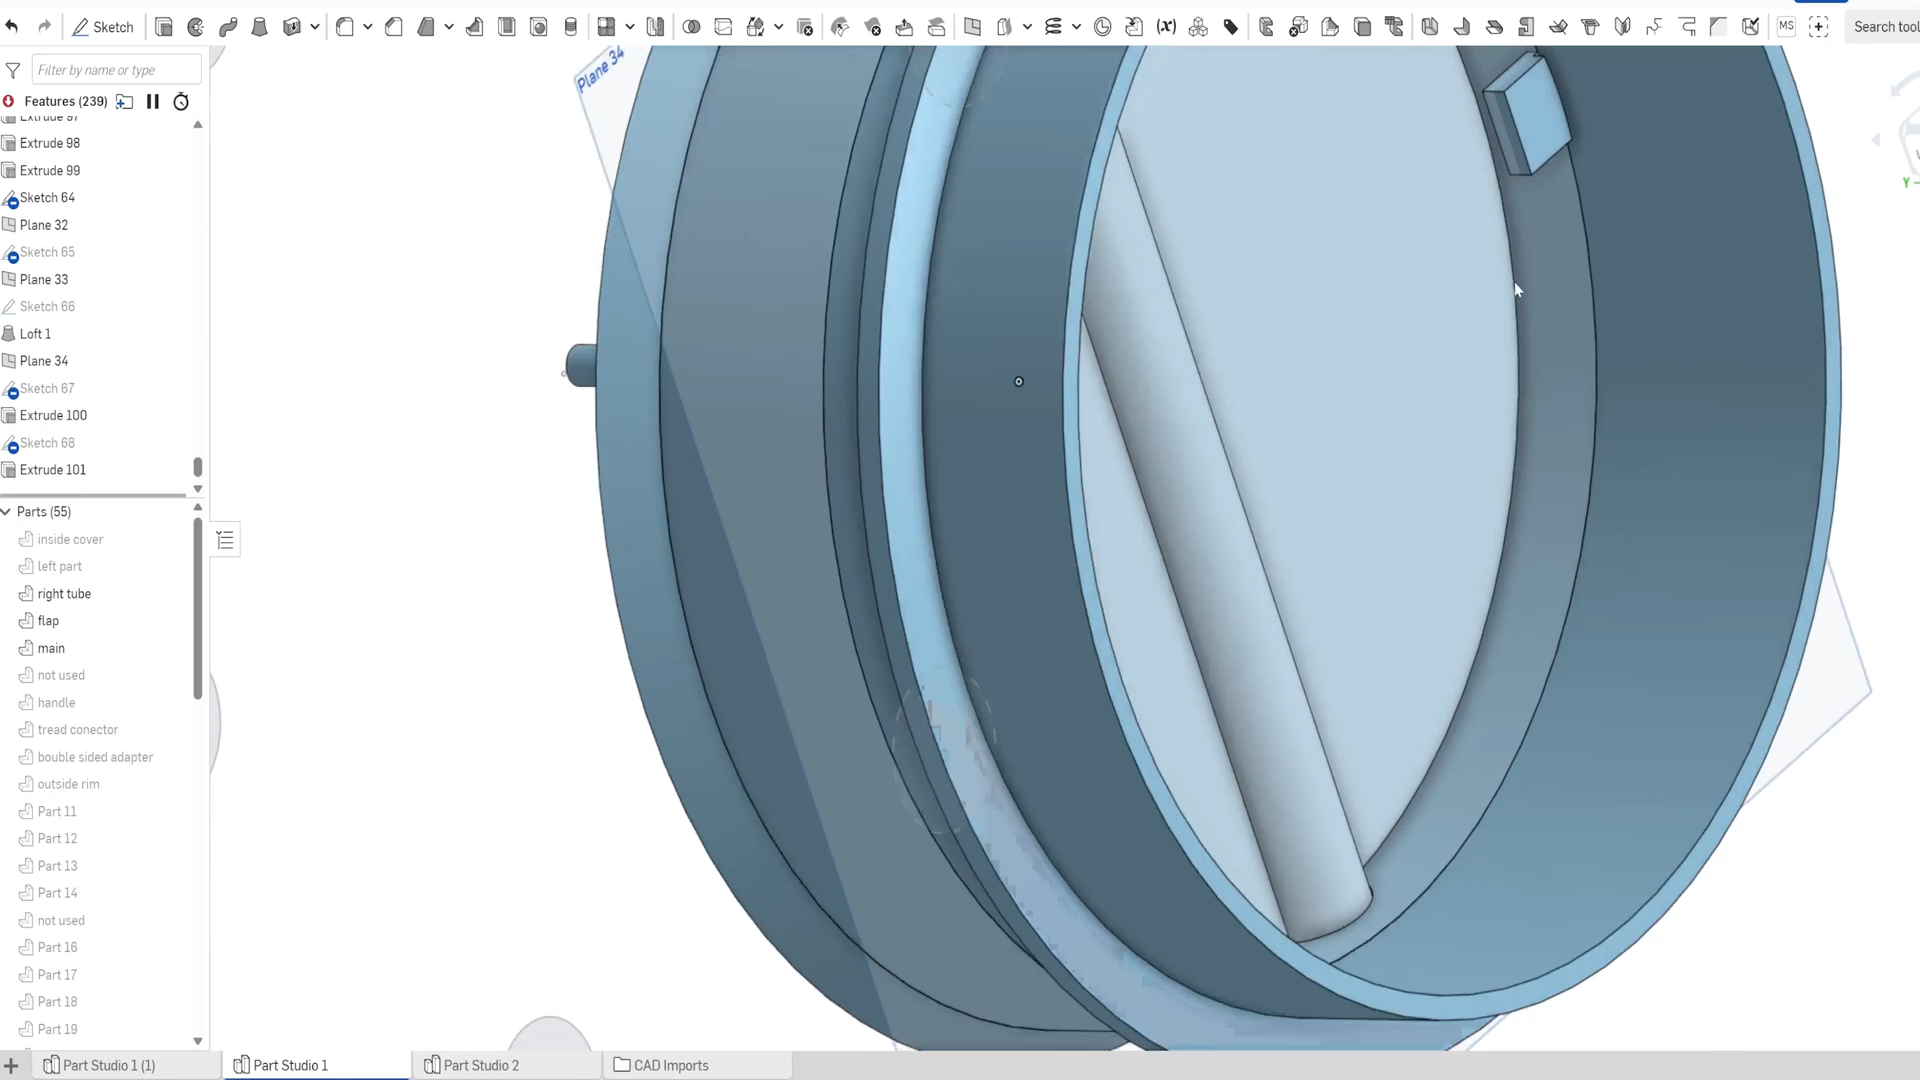 Sketch
MS
Search tool
Filter by name or type
Features (239)
Extrude 97
Extrude 98
Extrude 99
Sketch 64
Plane 32
Sketch 65
Plane 33
Sketch 66
Loft 1
Plane 34
Sketch 67
Extrude 100
Sketch 68
Extrude 101
Parts (55)
inside cover
left part
right tube
flap
main
not used
handle
tread conector
bouble sided adapter
outside rim
Part 11
Part 12
Part 13
Part 14
not used
Part 16
Part 17
Part 18
Part 19
Plane 34
Y
Part Studio 1 (1)
Part Studio 1
Part Studio 2
CAD Imports